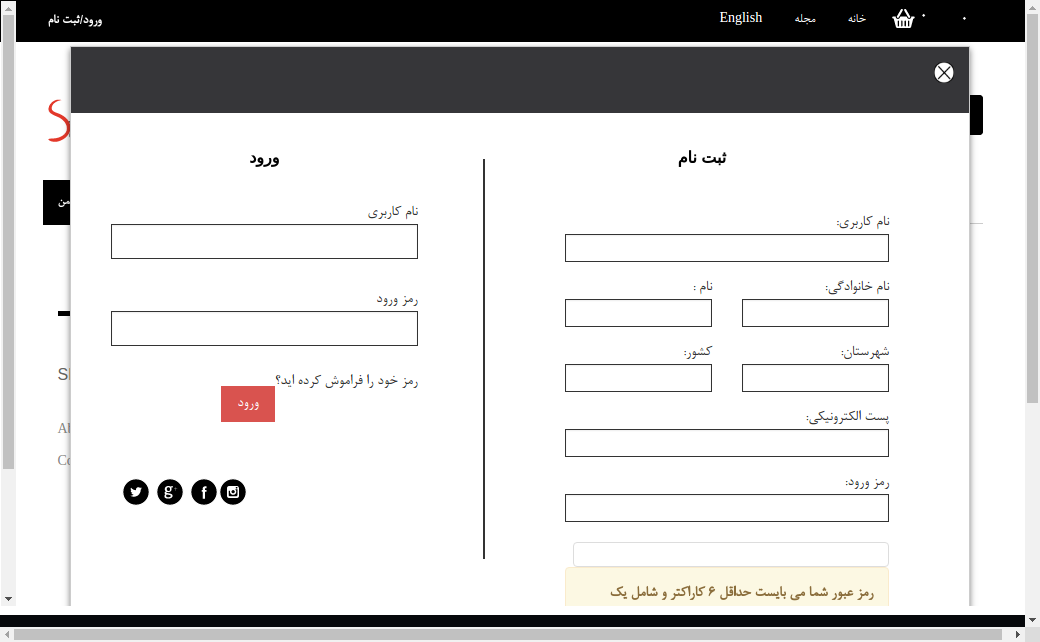 خانه
مجله
English
ورود/ثبت نام
ثبت نام
نام کاربری:
نام خانوادگی:
نام :
شهرستان:
کشور:
پست الکترونیکی:
رمز ورود:
رمز عبور شما می بایست حداقل ۶ کاراکتر و شامل یک
ورود
نام کاربری
رمز ورود
رمز خود را فراموش کرده اید؟
ورود